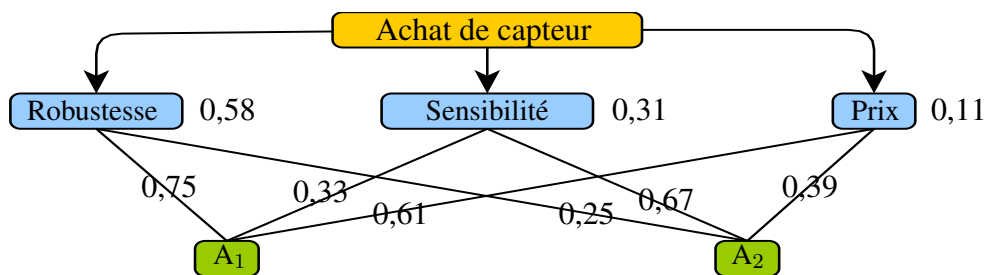 Achat de capteur
Robustesse 0,58 Sensibilité 0,31 Prix 0,11
0,75 0,33 0,61 0,25 0,67 0,39
A₁ A₂